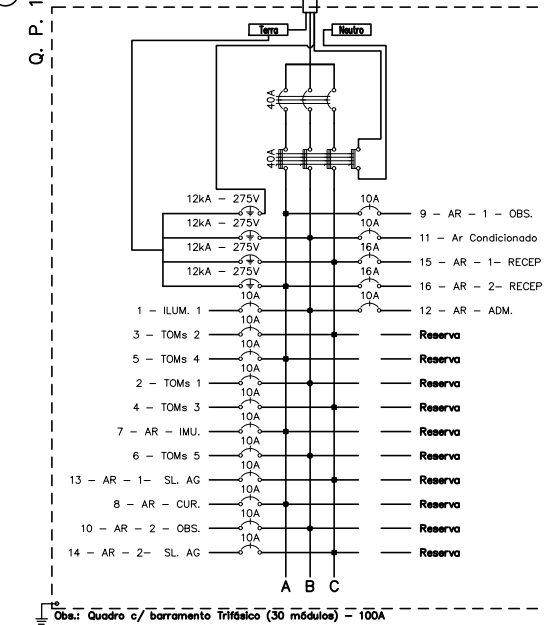 Q. P. 1
Terra Neutro
40A
40A
12kA - 275V 10A
9 - AR - 1 - OBS.
12kA - 275V 10A
11 - Ar Condicionado
12kA - 275V 16A
15 - AR - 1- RECEP
12kA - 275V 16A
16 - AR - 2- RECEP
1 - ILUM. 1 10A 10A 12 - AR - ADM.
3 - TOMs 2 10A Reserva
5 - TOMs 4 10A Reserva
2 - TOMs 1 10A Reserva
4 - TOMs 3 10A Reserva
7 - AR - IMU. 10A Reserva
6 - TOMs 5 10A Reserva
13 - AR - 1- SL. AG 10A Reserva
8 - AR - CUR. 10A Reserva
10 - AR - 2 - OBS. 10A Reserva
14 - AR - 2- SL. AG 10A Reserva
A B C
Obs.: Quadro c/ barramento Trifásico (30 módulos) - 100A